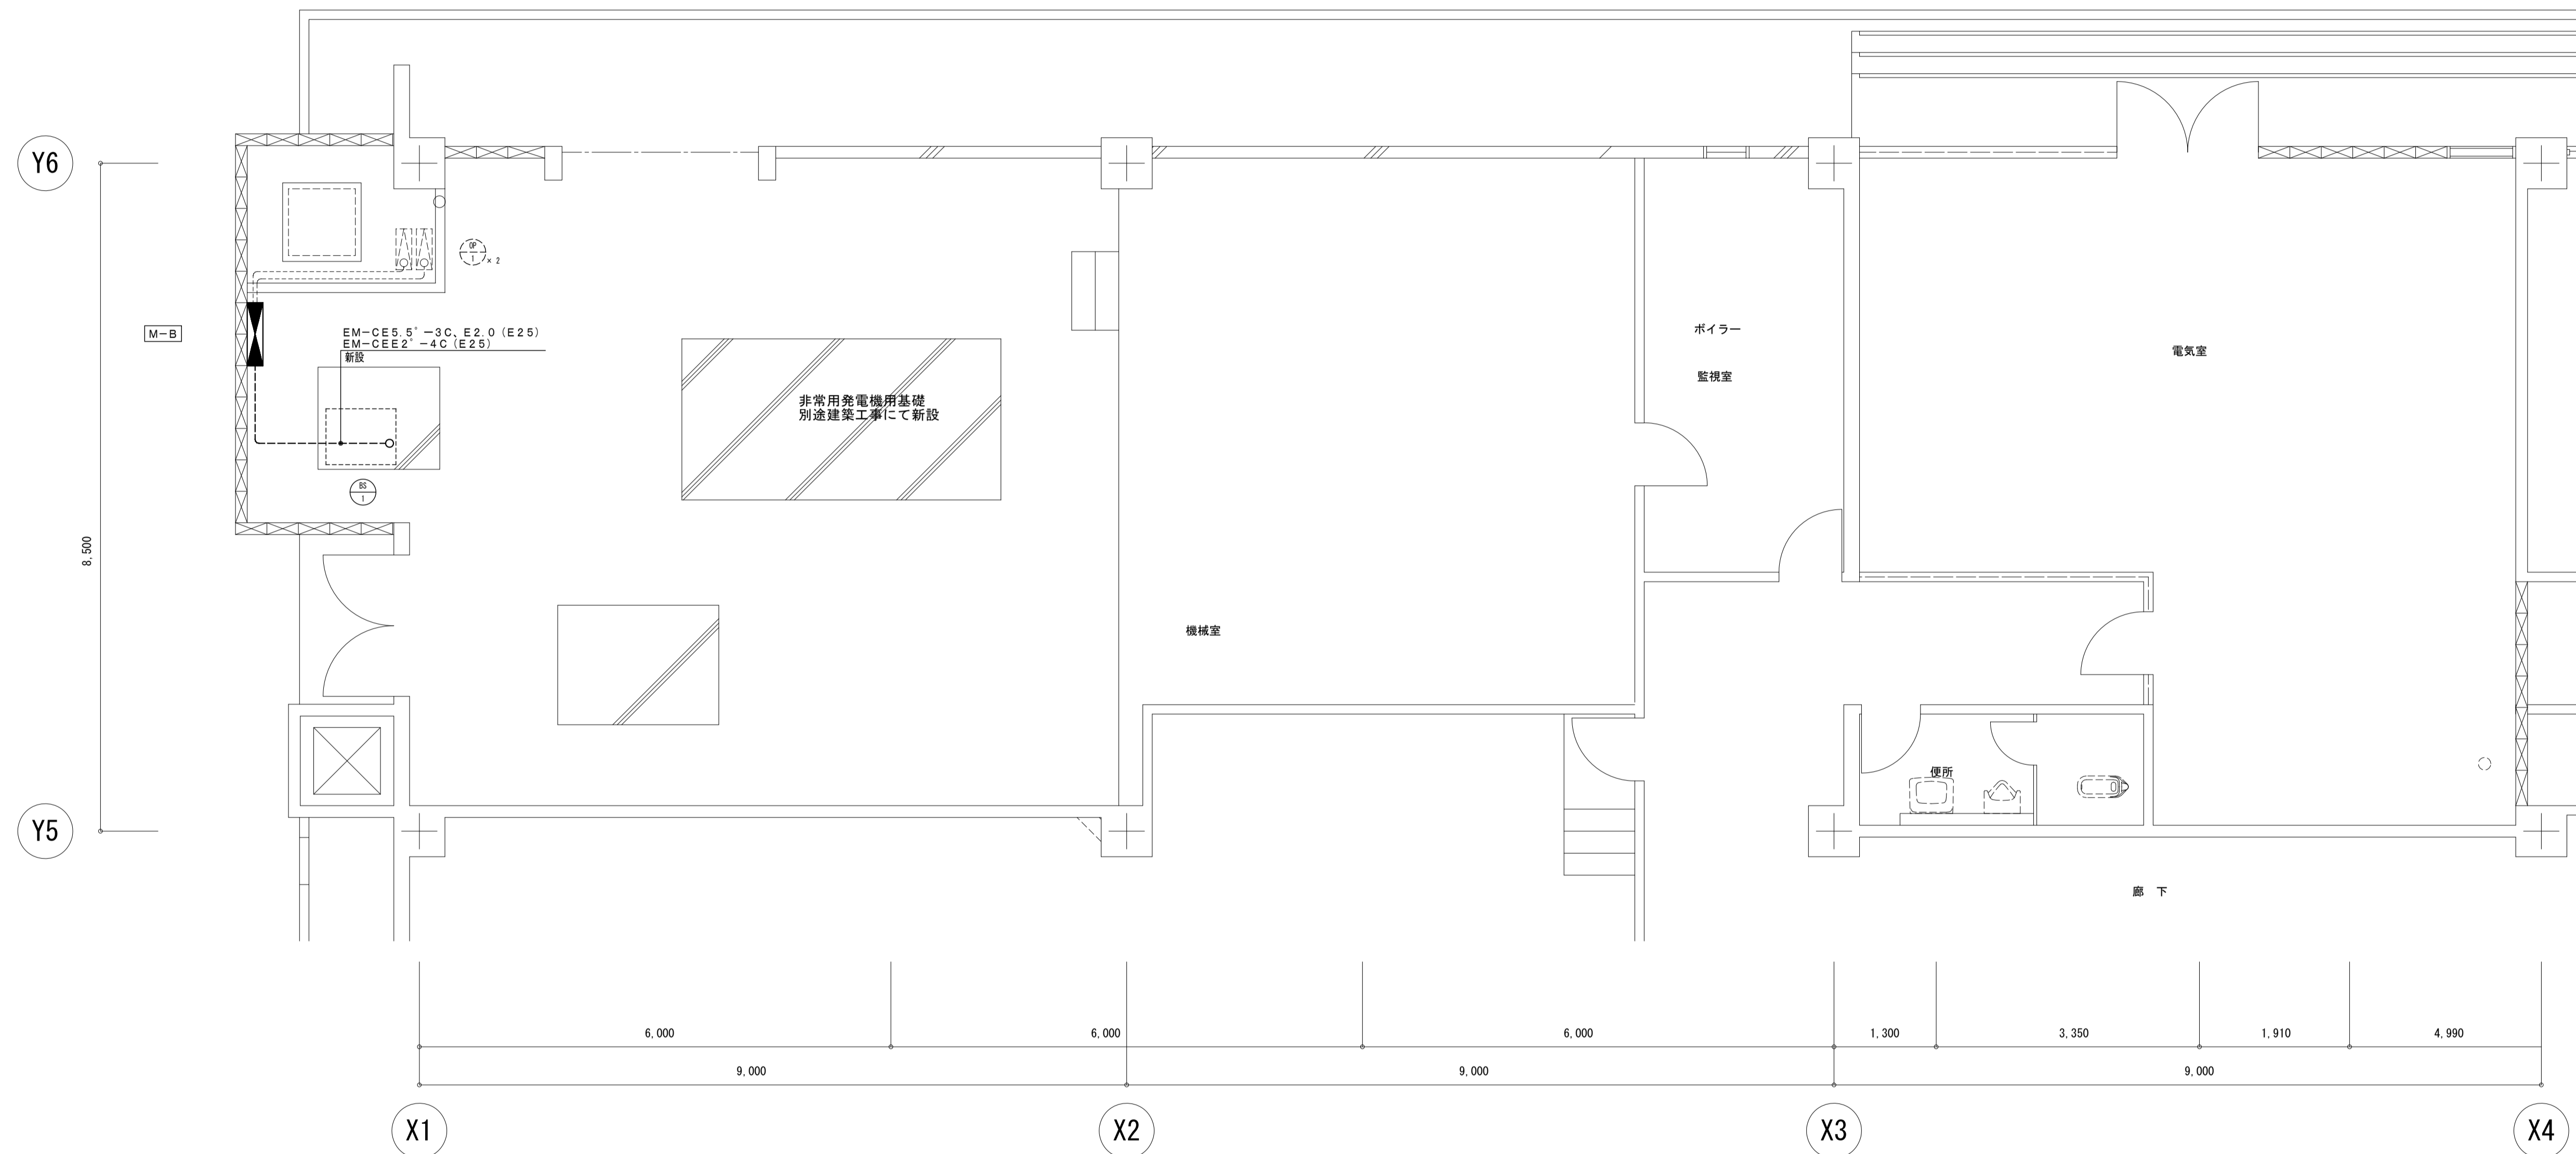 Y6
OP
1
× 2
M-B
EM-CE5.5゜-3C、E2.0(E25)
EM-CEE2゜-4C(E25)
新設
ボイラー
監視室
電気室
非常用発電機用基礎
別途建築工事にて新設
BS
1
8,500
機械室
便所
Y5
廊 下
6,000
6,000
6,000
1,300
3,350
1,910
4,990
9,000
9,000
9,000
X1
X2
X3
X4